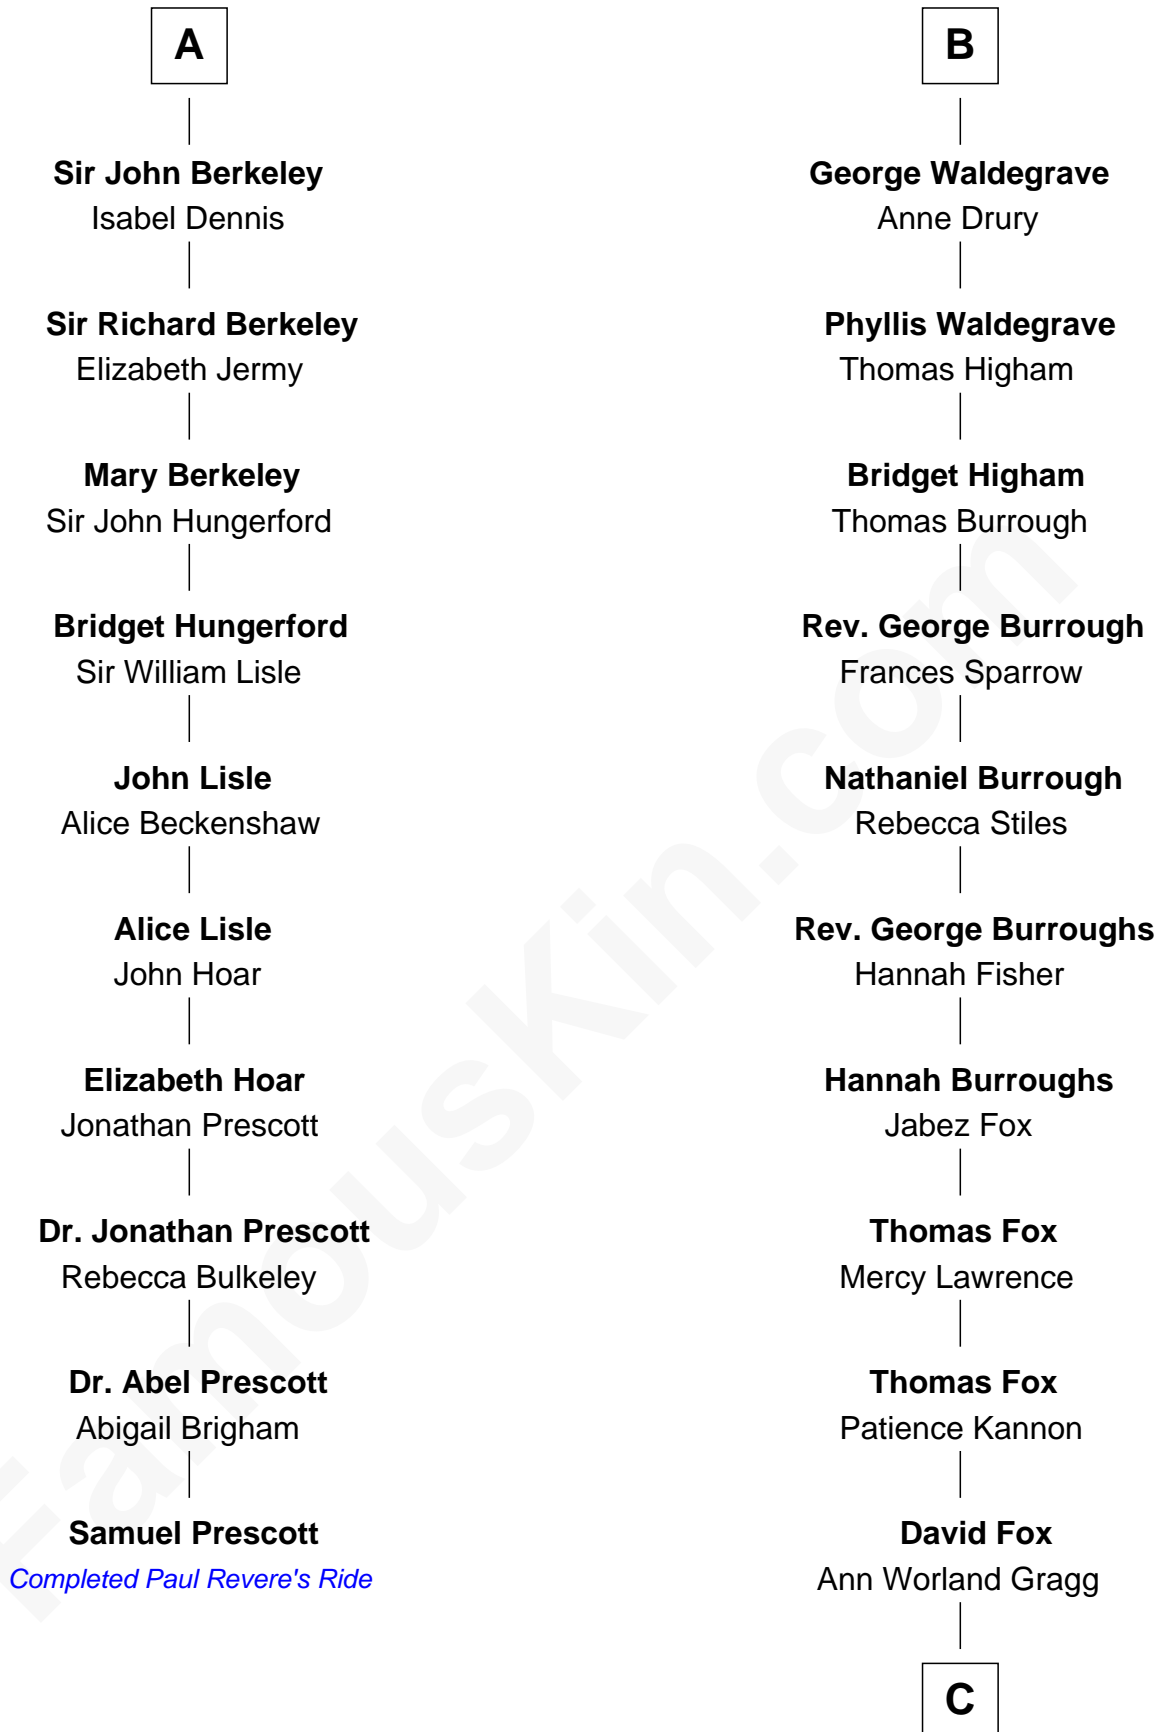 A
Sir John Berkeley
Isabel Dennis
Sir Richard Berkeley
Elizabeth Jermy
Mary Berkeley
Sir John Hungerford
Bridget Hungerford
Sir William Lisle
John Lisle
Alice Beckenshaw
Alice Lisle
John Hoar
Elizabeth Hoar
Jonathan Prescott
Dr. Jonathan Prescott
Rebecca Bulkeley
Dr. Abel Prescott
Abigail Brigham
Samuel Prescott
Completed Paul Revere's Ride
B
George Waldegrave
Anne Drury
Phyllis Waldegrave
Thomas Higham
Bridget Higham
Thomas Burrough
Rev. George Burrough
Frances Sparrow
Nathaniel Burrough
Rebecca Stiles
Rev. George Burroughs
Hannah Fisher
Hannah Burroughs
Jabez Fox
Thomas Fox
Mercy Lawrence
Thomas Fox
Patience Kannon
David Fox
Ann Worland Gragg
C
FamousKin.com